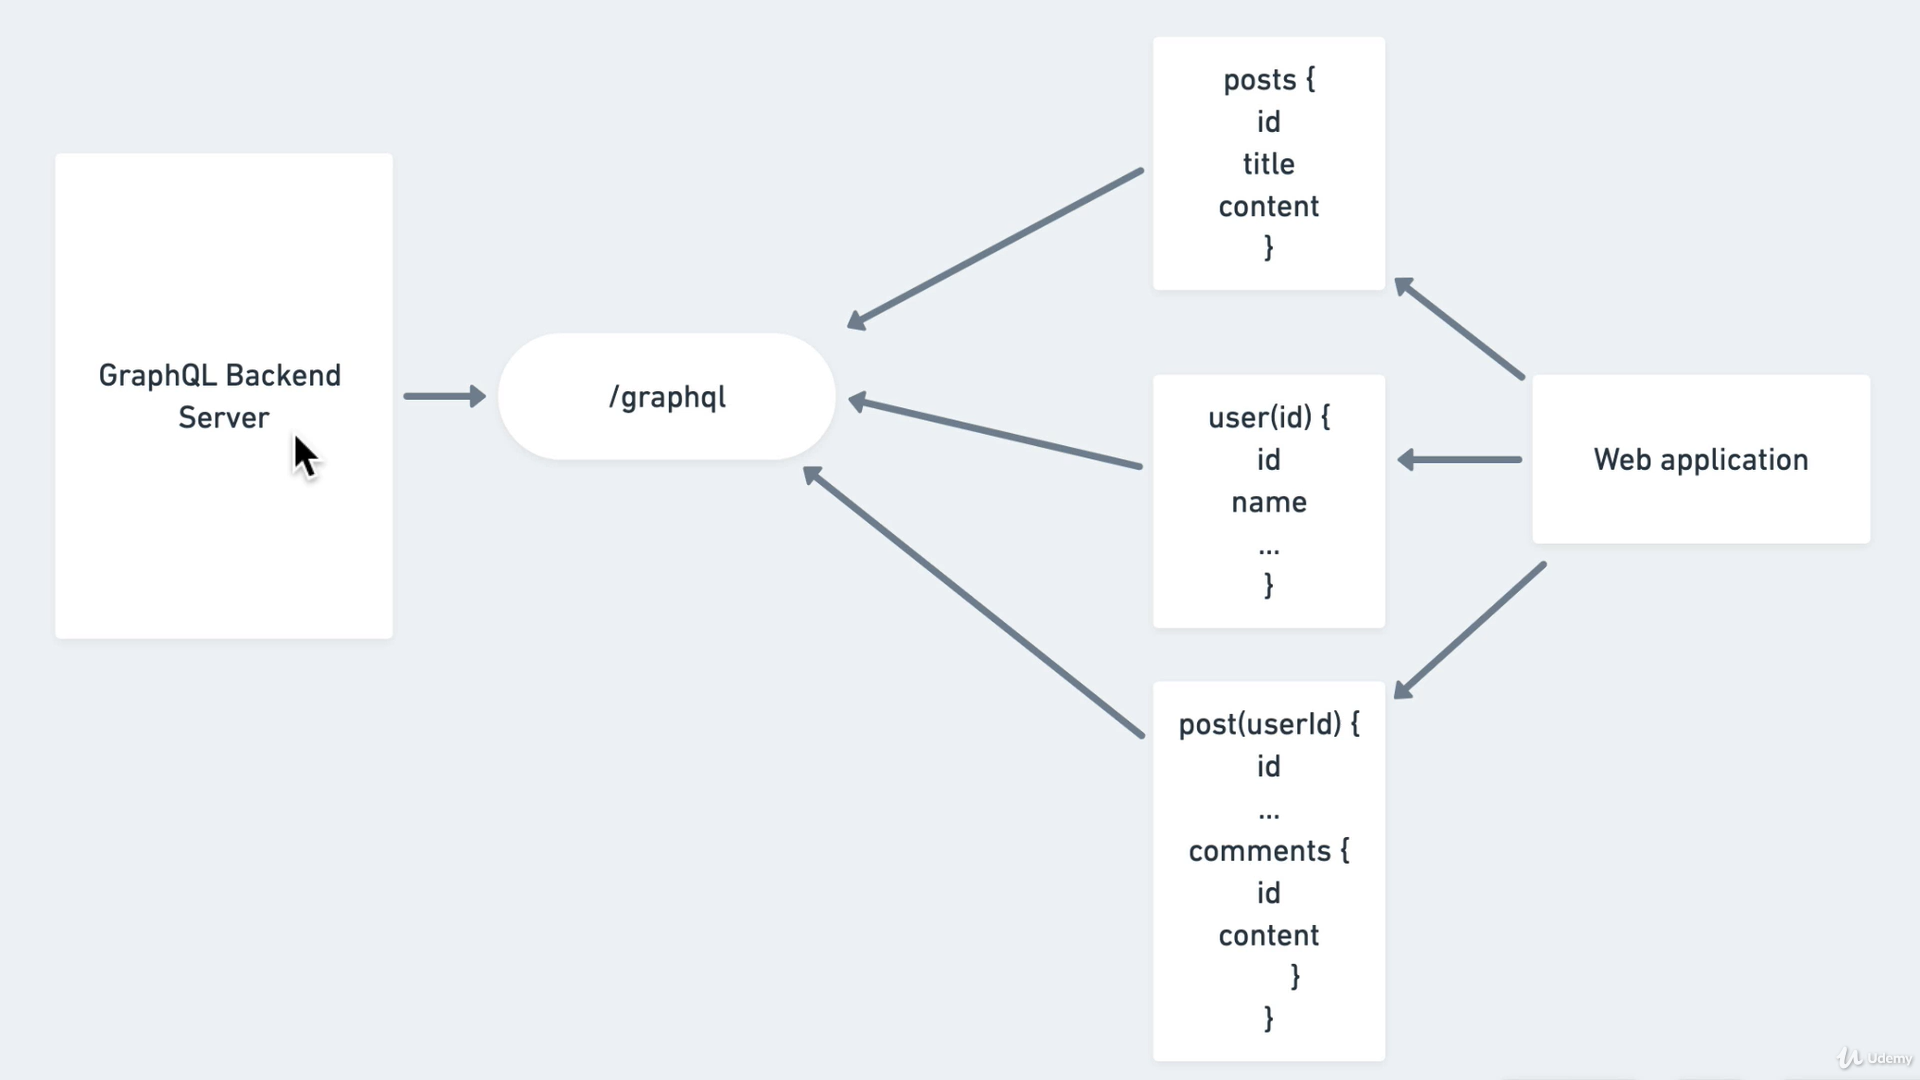 GraphQL Backend
Server
/graphql
posts {
id
title
content
}
user(id) {
id
name
...
}
post(userId) {
id
...
comments {
id
content
}
}
Web application
Udemy